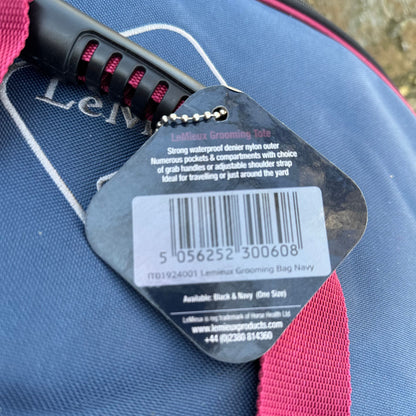 LeMieux
LeMieux Grooming Tote
Strong waterproof denier nylon outer
Numerous pockets & compartments with choice
of grab handles or adjustable shoulder strap
Ideal for travelling or just around the yard
5 056252 300608
IT01924001 Lemieux Grooming Bag Navy
Available: Black & Navy (One Size)
LeMieux is reg trademark of Horse Health Ltd
www.lemieuxproducts.com
+44 (0)2380 814360